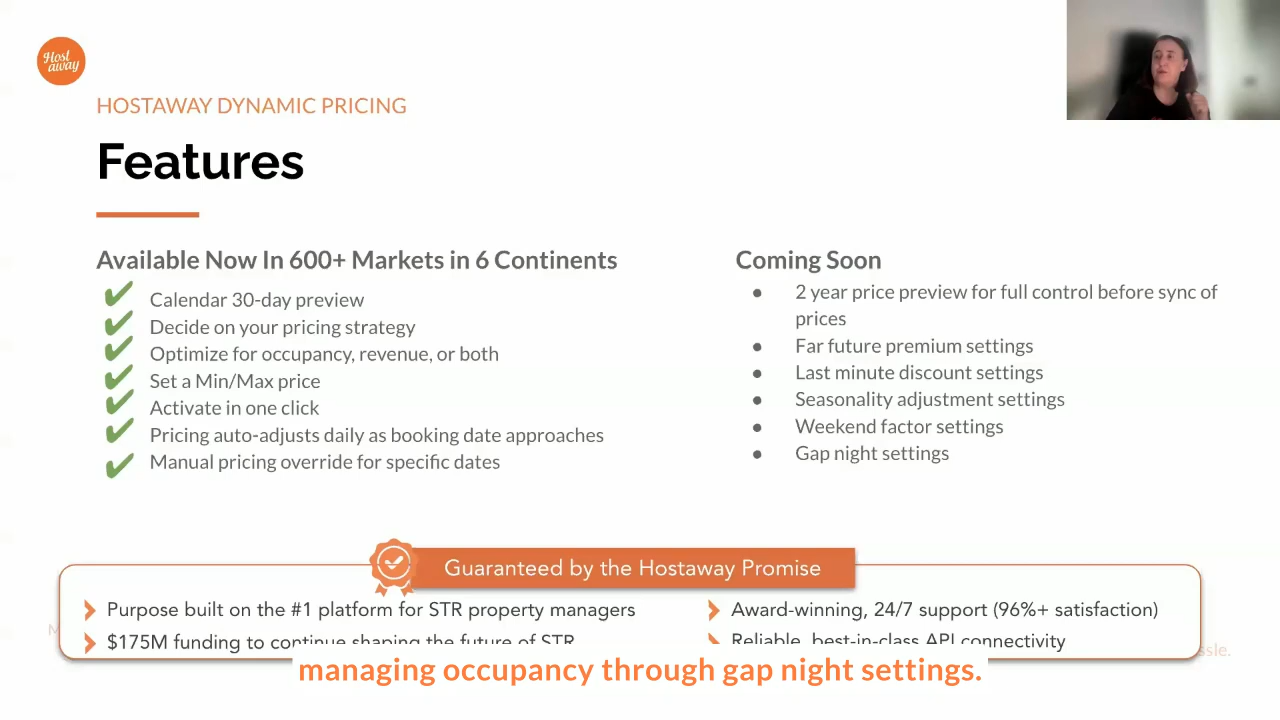 Host
away
HOSTAWAY DYNAMIC PRICING
Features
Available Now In 600+ Markets in 6 Continents
Calendar 30-day preview
Decide on your pricing strategy
Optimize for occupancy, revenue, or both
Set a Min/Max price
Activate in one click
Pricing auto-adjusts daily as booking date approaches
Manual pricing override for specific dates
Coming Soon
2 year price preview for full control before sync of
prices
Far future premium settings
Last minute discount settings
Seasonality adjustment settings
Weekend factor settings
Gap night settings
Guaranteed by the Hostaway Promise
Purpose built on the #1 platform for STR property managers
$175M funding to continue shaping the future of STR
Award-winning, 24/7 support (96%+ satisfaction)
Reliable, best-in-class API connectivity
managing occupancy through gap night settings.